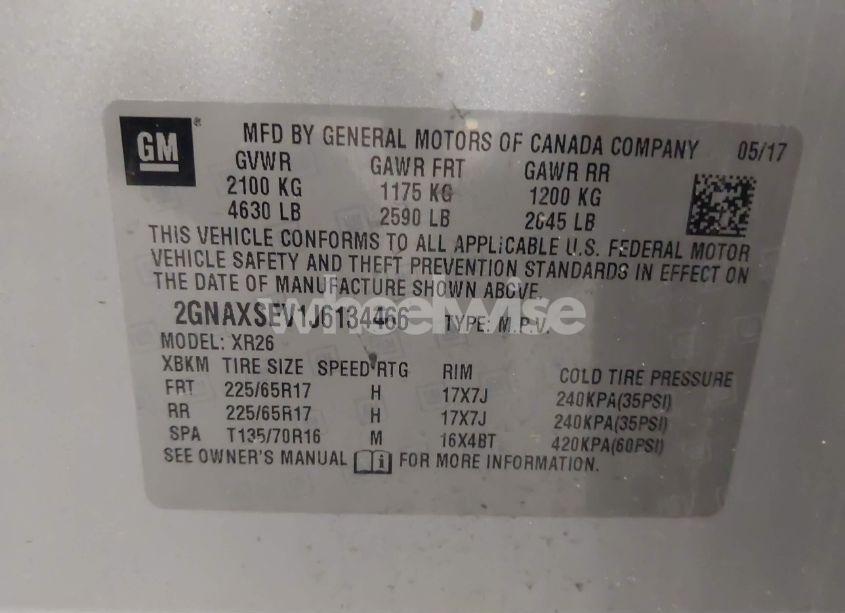 GM ® MFD BY GENERAL MOTORS OF CANADA COMPANY 05/17
GVWR GAWR FRT GAWR RR
2100 KG 1175 KG 1200 KG
4630 LB 2590 LB 2645 LB
THIS VEHICLE CONFORMS TO ALL APPLICABLE U.S. FEDERAL MOTOR
VEHICLE SAFETY AND THEFT PREVENTION STANDARDS IN EFFECT ON
THE DATE OF MANUFACTURE SHOWN ABOVE.
2GNAXSEV1J6134466 TYPE: M.P.V.
wheelwise
MODEL: XR26
XBKM TIRE SIZE SPEED RTG RIM COLD TIRE PRESSURE
FRT 225/65R17 H 17X7J 240KPA(35PSI)
RR 225/65R17 H 17X7J 240KPA(35PSI)
SPA T135/70R16 M 16X4BT 420KPA(60PSI)
SEE OWNER'S MANUAL i FOR MORE INFORMATION.